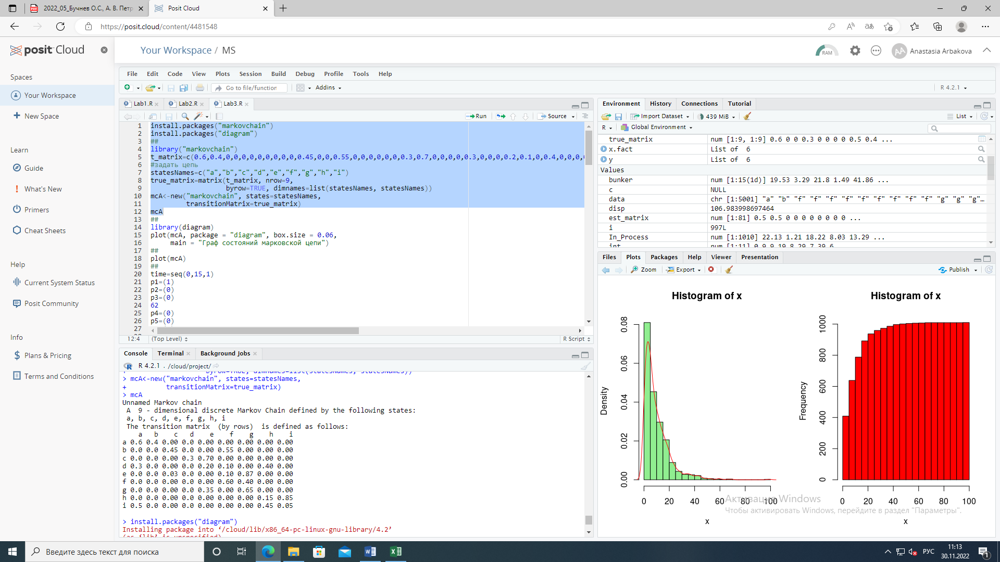 2022_05_Бучнев О.С., А. В. Петр
Posit Cloud
https://posit.cloud/content/4481548
posit Cloud
Your Workspace / MS
RAM
AA
Anastasia Arbakova
Spaces
Your Workspace
New Space
Learn
Guide
What's New
Primers
Cheat Sheets
Help
Current System Status
Posit Community
Info
Plans & Pricing
Terms and Conditions
File Edit Code View Plots Session Build Debug Profile Tools Help
Go to file/function
Addins
R 4.2.1
Lab1.R
Lab2.R
Lab3.R
Run
Source
1 install.packages("markovchain")
2 install.packages("diagram")
3 ##
4 library("markovchain")
5 t_matrix=c(0.6,0.4,0,0,0,0,0,0,0,0,0.45,0,0,0.55,0,0,0,0,0,0,0.3,0.7,0,0,0,0,0.3,0,0,0,0.2,0.1,0,0.4,0,0,0,
6 #задать цепь
7 statesNames=c("a","b","c","d","e","f","g","h","i")
8 true_matrix=matrix(t_matrix, nrow=9,
9 byrow=TRUE, dimnames=list(statesNames, statesNames))
10 mcA<-new("markovchain", states=statesNames,
11 transitionMatrix=true_matrix)
12 mcA
13 ##
14 library(diagram)
15 plot(mcA, package = "diagram", box.size = 0.06,
16 main = "Граф состояний марковской цепи")
17 ##
18 plot(mcA)
19 ##
20 time=seq(0,15,1)
21 p1=(1)
22 p2=(0)
23 p3=(0)
24 62
25 p4=(0)
26 p5=(0)
27
12:4 (Top Level) R Script
Console Terminal Background Jobs
R 4.2.1 . /cloud/project/
+ byrow=TRUE, dimnames=list(statesNames, statesNames))
> mcA<-new("markovchain", states=statesNames,
+ transitionMatrix=true_matrix)
> mcA
Unnamed Markov chain
A 9 - dimensional discrete Markov Chain defined by the following states:
a, b, c, d, e, f, g, h, i
The transition matrix (by rows) is defined as follows:
a b c d e f g h i
a 0.6 0.4 0.00 0.0 0.00 0.00 0.00 0.00 0.00
b 0.0 0.0 0.45 0.0 0.00 0.55 0.00 0.00 0.00
c 0.0 0.0 0.00 0.3 0.70 0.00 0.00 0.00 0.00
d 0.3 0.0 0.00 0.0 0.20 0.10 0.00 0.40 0.00
e 0.0 0.0 0.03 0.0 0.00 0.10 0.87 0.00 0.00
f 0.0 0.0 0.00 0.0 0.00 0.60 0.40 0.00 0.00
g 0.0 0.0 0.00 0.0 0.35 0.00 0.65 0.00 0.00
h 0.0 0.0 0.00 0.0 0.00 0.00 0.00 0.15 0.85
i 0.5 0.0 0.00 0.0 0.00 0.00 0.00 0.45 0.05
> install.packages("diagram")
Installing package into ‘/cloud/lib/x86_64-pc-linux-gnu-library/4.2’
(as ‘lib’ is unspecified)
Environment History Connections Tutorial
Import Dataset 439 MiB List
R Global Environment
true_matrix num [1:9, 1:9] 0.6 0 0 0.3 0 0 0 0 0.5 0.4 ...
x.fact List of 6
y List of 6
Values
bunker num [1:15(1d)] 19.53 3.29 21.8 1.49 41.86 ...
c NULL
data chr [1:5001] "a" "b" "f" "f" "f" "f" "f" "f" "f" "f" "f" "g" "g" "g"…
disp 106.983998697464
est_matrix num [1:81] 0.5 0.5 0 0 0 0 0 0 0 0 ...
i 997L
In_Process num [1:1010] 22.13 1.21 18.22 8.03 13.29 ...
int num [1:11] 0 9.9 19.8 29.7 39.6
Files Plots Packages Help Viewer Presentation
Zoom Export Publish
Histogram of x
Density
0.00 0.02 0.04 0.06 0.08
0 20 40 60 80 100
x
Histogram of x
Frequency
0 200 400 600 800 1000
0 20 40 60 80 100
x
Активация Windows
Чтобы активировать Windows, перейдите в раздел "Параметры".
Введите здесь текст для поиска
РУС
11:13
30.11.2022
1